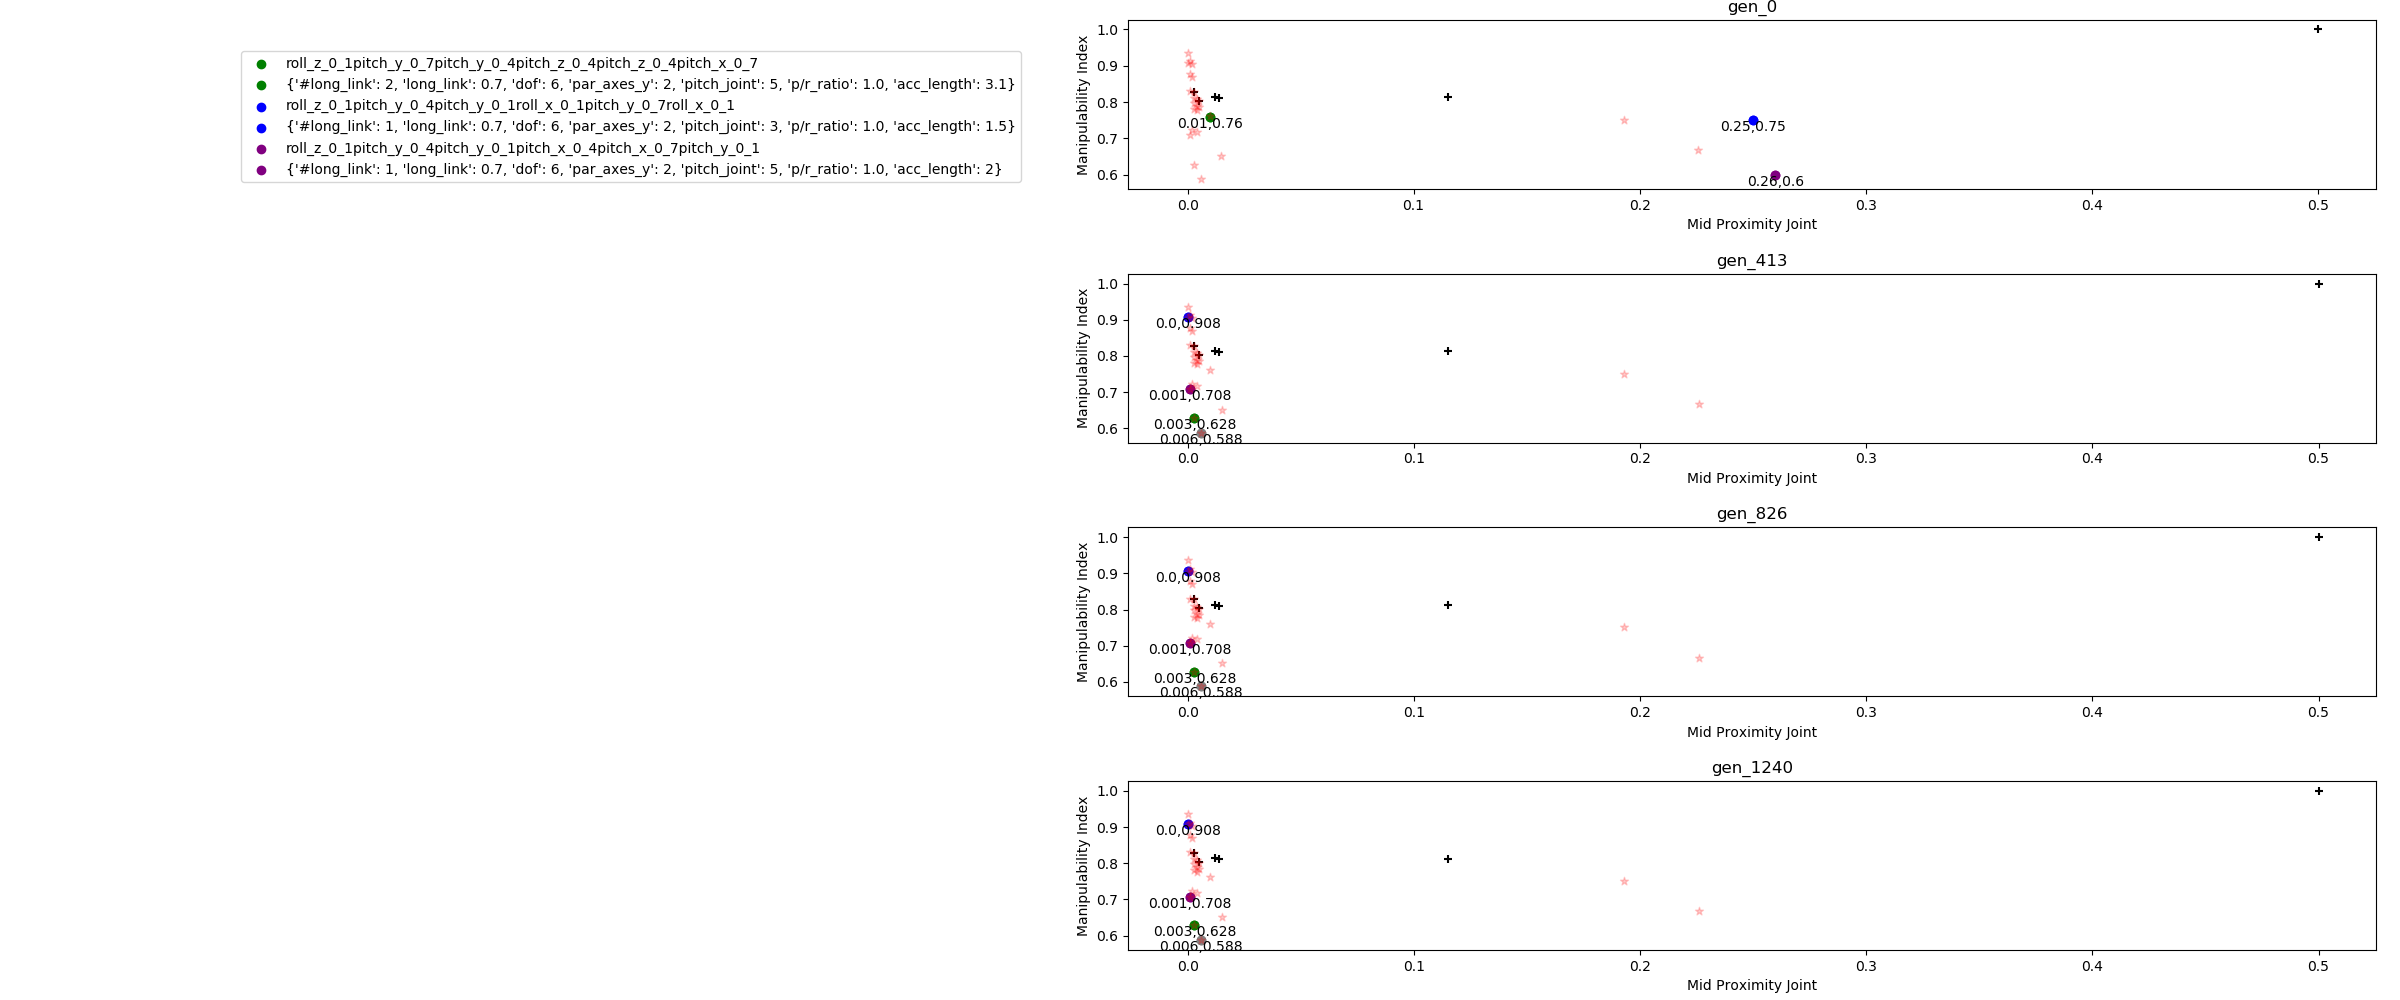 roll_z_0_1pitch_y_0_7pitch_y_0_4pitch_z_0_4pitch_z_0_4pitch_x_0_7
{'#long_link': 2, 'long_link': 0.7, 'dof': 6, 'par_axes_y': 2, 'pitch_joint': 5, 'p/r_ratio': 1.0, 'acc_length': 3.1}
roll_z_0_1pitch_y_0_4pitch_y_0_1roll_x_0_1pitch_y_0_7roll_x_0_1
{'#long_link': 1, 'long_link': 0.7, 'dof': 6, 'par_axes_y': 2, 'pitch_joint': 3, 'p/r_ratio': 1.0, 'acc_length': 1.5}
roll_z_0_1pitch_y_0_4pitch_y_0_1pitch_x_0_4pitch_x_0_7pitch_y_0_1
{'#long_link': 1, 'long_link': 0.7, 'dof': 6, 'par_axes_y': 2, 'pitch_joint': 5, 'p/r_ratio': 1.0, 'acc_length': 2}
gen_0
Manipulability Index
1.0
0.9
0.8
0.7
0.6
0.01,0.76
0.25,0.75
0.26,0.6
0.0 0.1 0.2 0.3 0.4 0.5
Mid Proximity Joint
gen_413
Manipulability Index
1.0
0.9
0.8
0.7
0.6
0.0,0.908
0.001,0.708
0.003,0.628
0.006,0.588
0.0 0.1 0.2 0.3 0.4 0.5
Mid Proximity Joint
gen_826
Manipulability Index
1.0
0.9
0.8
0.7
0.6
0.0,0.908
0.001,0.708
0.003,0.628
0.006,0.588
0.0 0.1 0.2 0.3 0.4 0.5
Mid Proximity Joint
gen_1240
Manipulability Index
1.0
0.9
0.8
0.7
0.6
0.0,0.908
0.001,0.708
0.003,0.628
0.006,0.588
0.0 0.1 0.2 0.3 0.4 0.5
Mid Proximity Joint